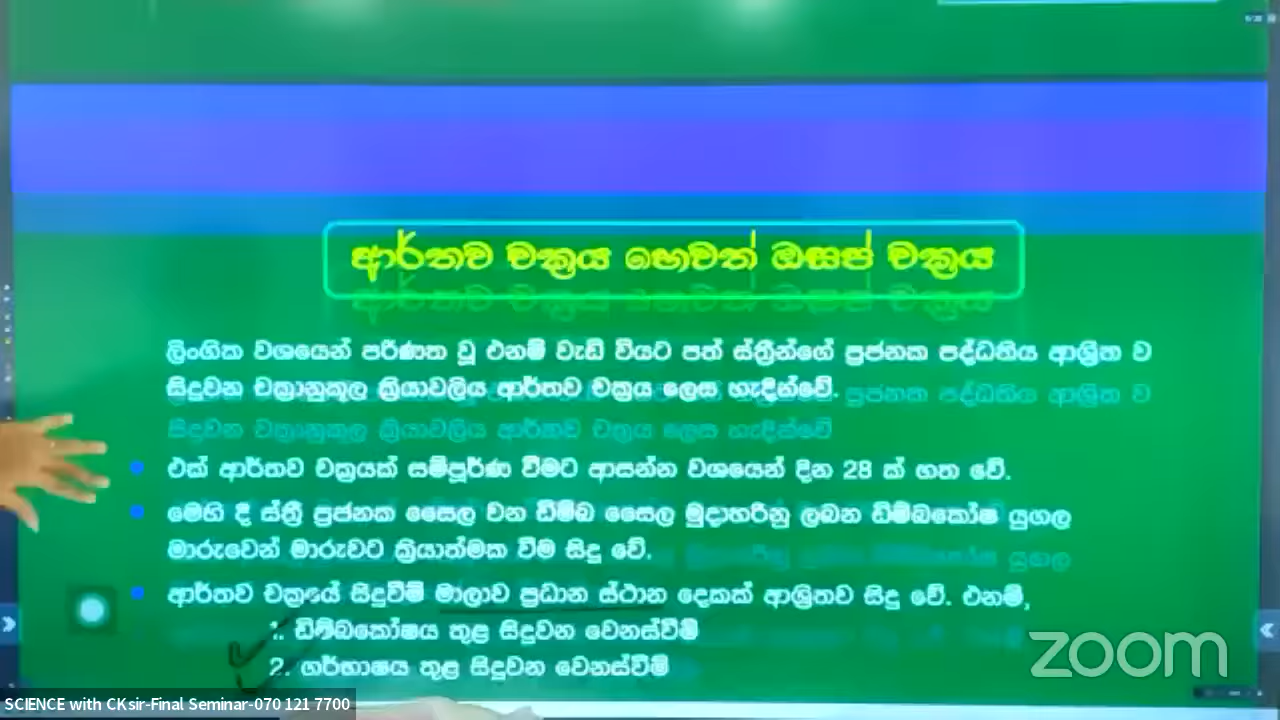 ආර්තව චක්‍රය හෙවත් ඔසප් චක්‍රය
ලිංගික වශයෙන් පරිණත වූ එනම් වැඩි වියට පත් ස්ත්‍රීන්ගේ ප්‍රජනක පද්ධතිය ආශ්‍රිත ව
සිදුවන චක්‍රානුකූල ක්‍රියාවලිය ආර්තව චක්‍රය ලෙස හැඳින්වේ.
එක් ආර්තව චක්‍රයක් සම්පූර්ණ වීමට ආසන්න වශයෙන් දින 28 ක් ගත වේ.
මෙහි දී ස්ත්‍රී ප්‍රජනක සෛල වන ඩිම්බ සෛල මුදාහරිනු ලබන ඩිම්බකෝෂ යුගල
මාරුවෙන් මාරුවට ක්‍රියාත්මක වීම සිදු වේ.
ආර්තව චක්‍රයේ සිදුවීම් මාලාව ප්‍රධාන ස්ථාන දෙකක් ආශ්‍රිතව සිදු වේ. එනම්,
1. ඩිම්බකෝෂය තුළ සිදුවන වෙනස්වීම්
2. ගර්භාෂය තුළ සිදුවන වෙනස්වීම්
zoom
SCIENCE with CKsir-Final Seminar-070 121 7700